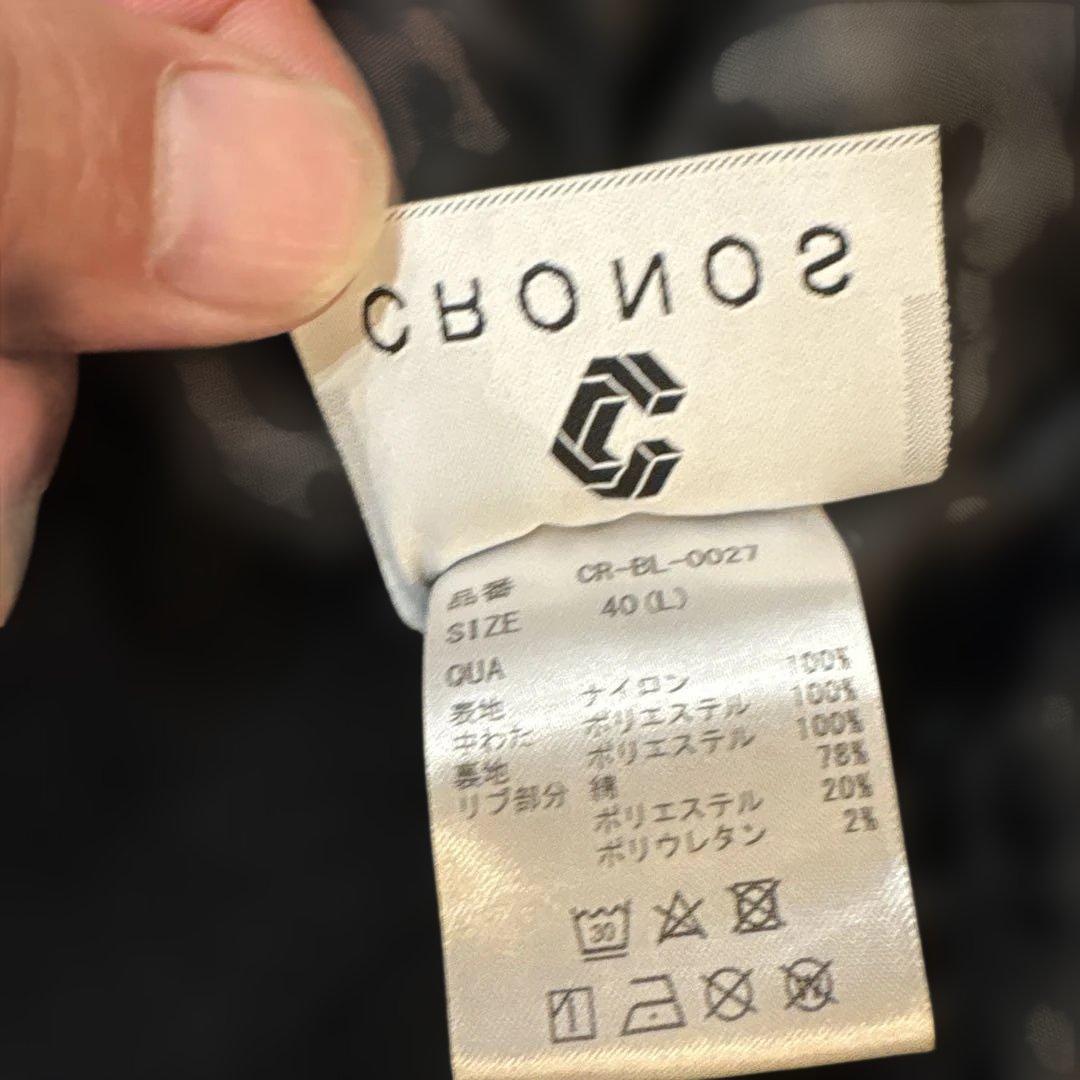 CRONOS
品番 CR-BL-0027
SIZE 40(L)
QUA
表地 ナイロン 100%
中わた ポリエステル 100%
裏地 ポリエステル 100%
リブ部分 綿 78%
ポリエステル 20%
ポリウレタン 2%
30